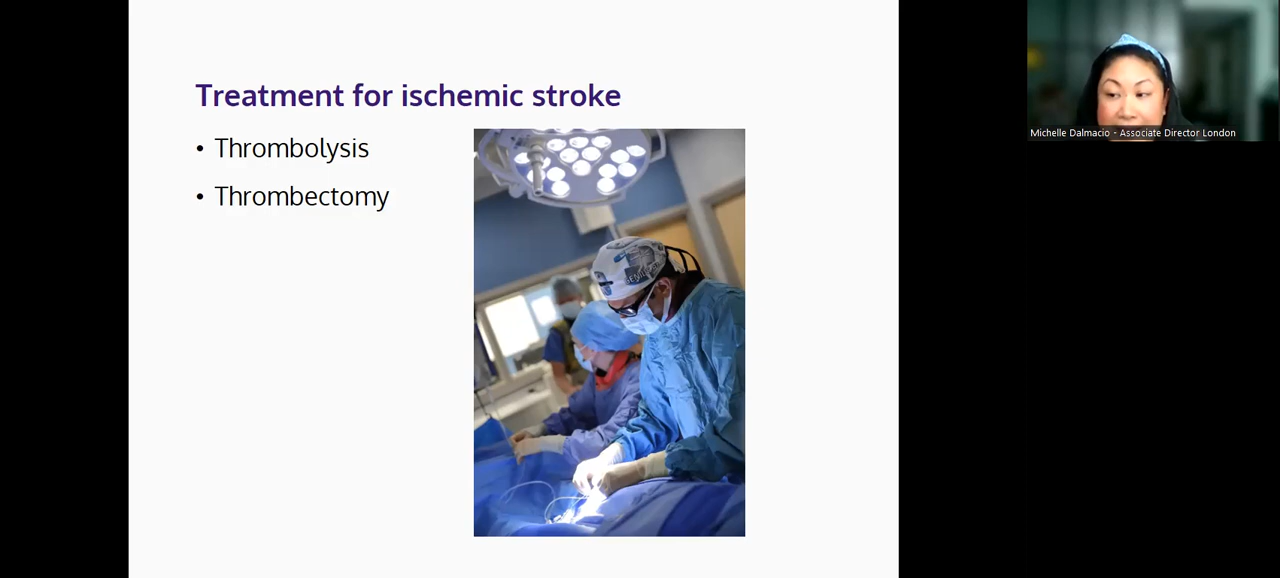 Treatment for ischemic stroke
• Thrombolysis
• Thrombectomy
Michelle Dalmacio - Associate Director London